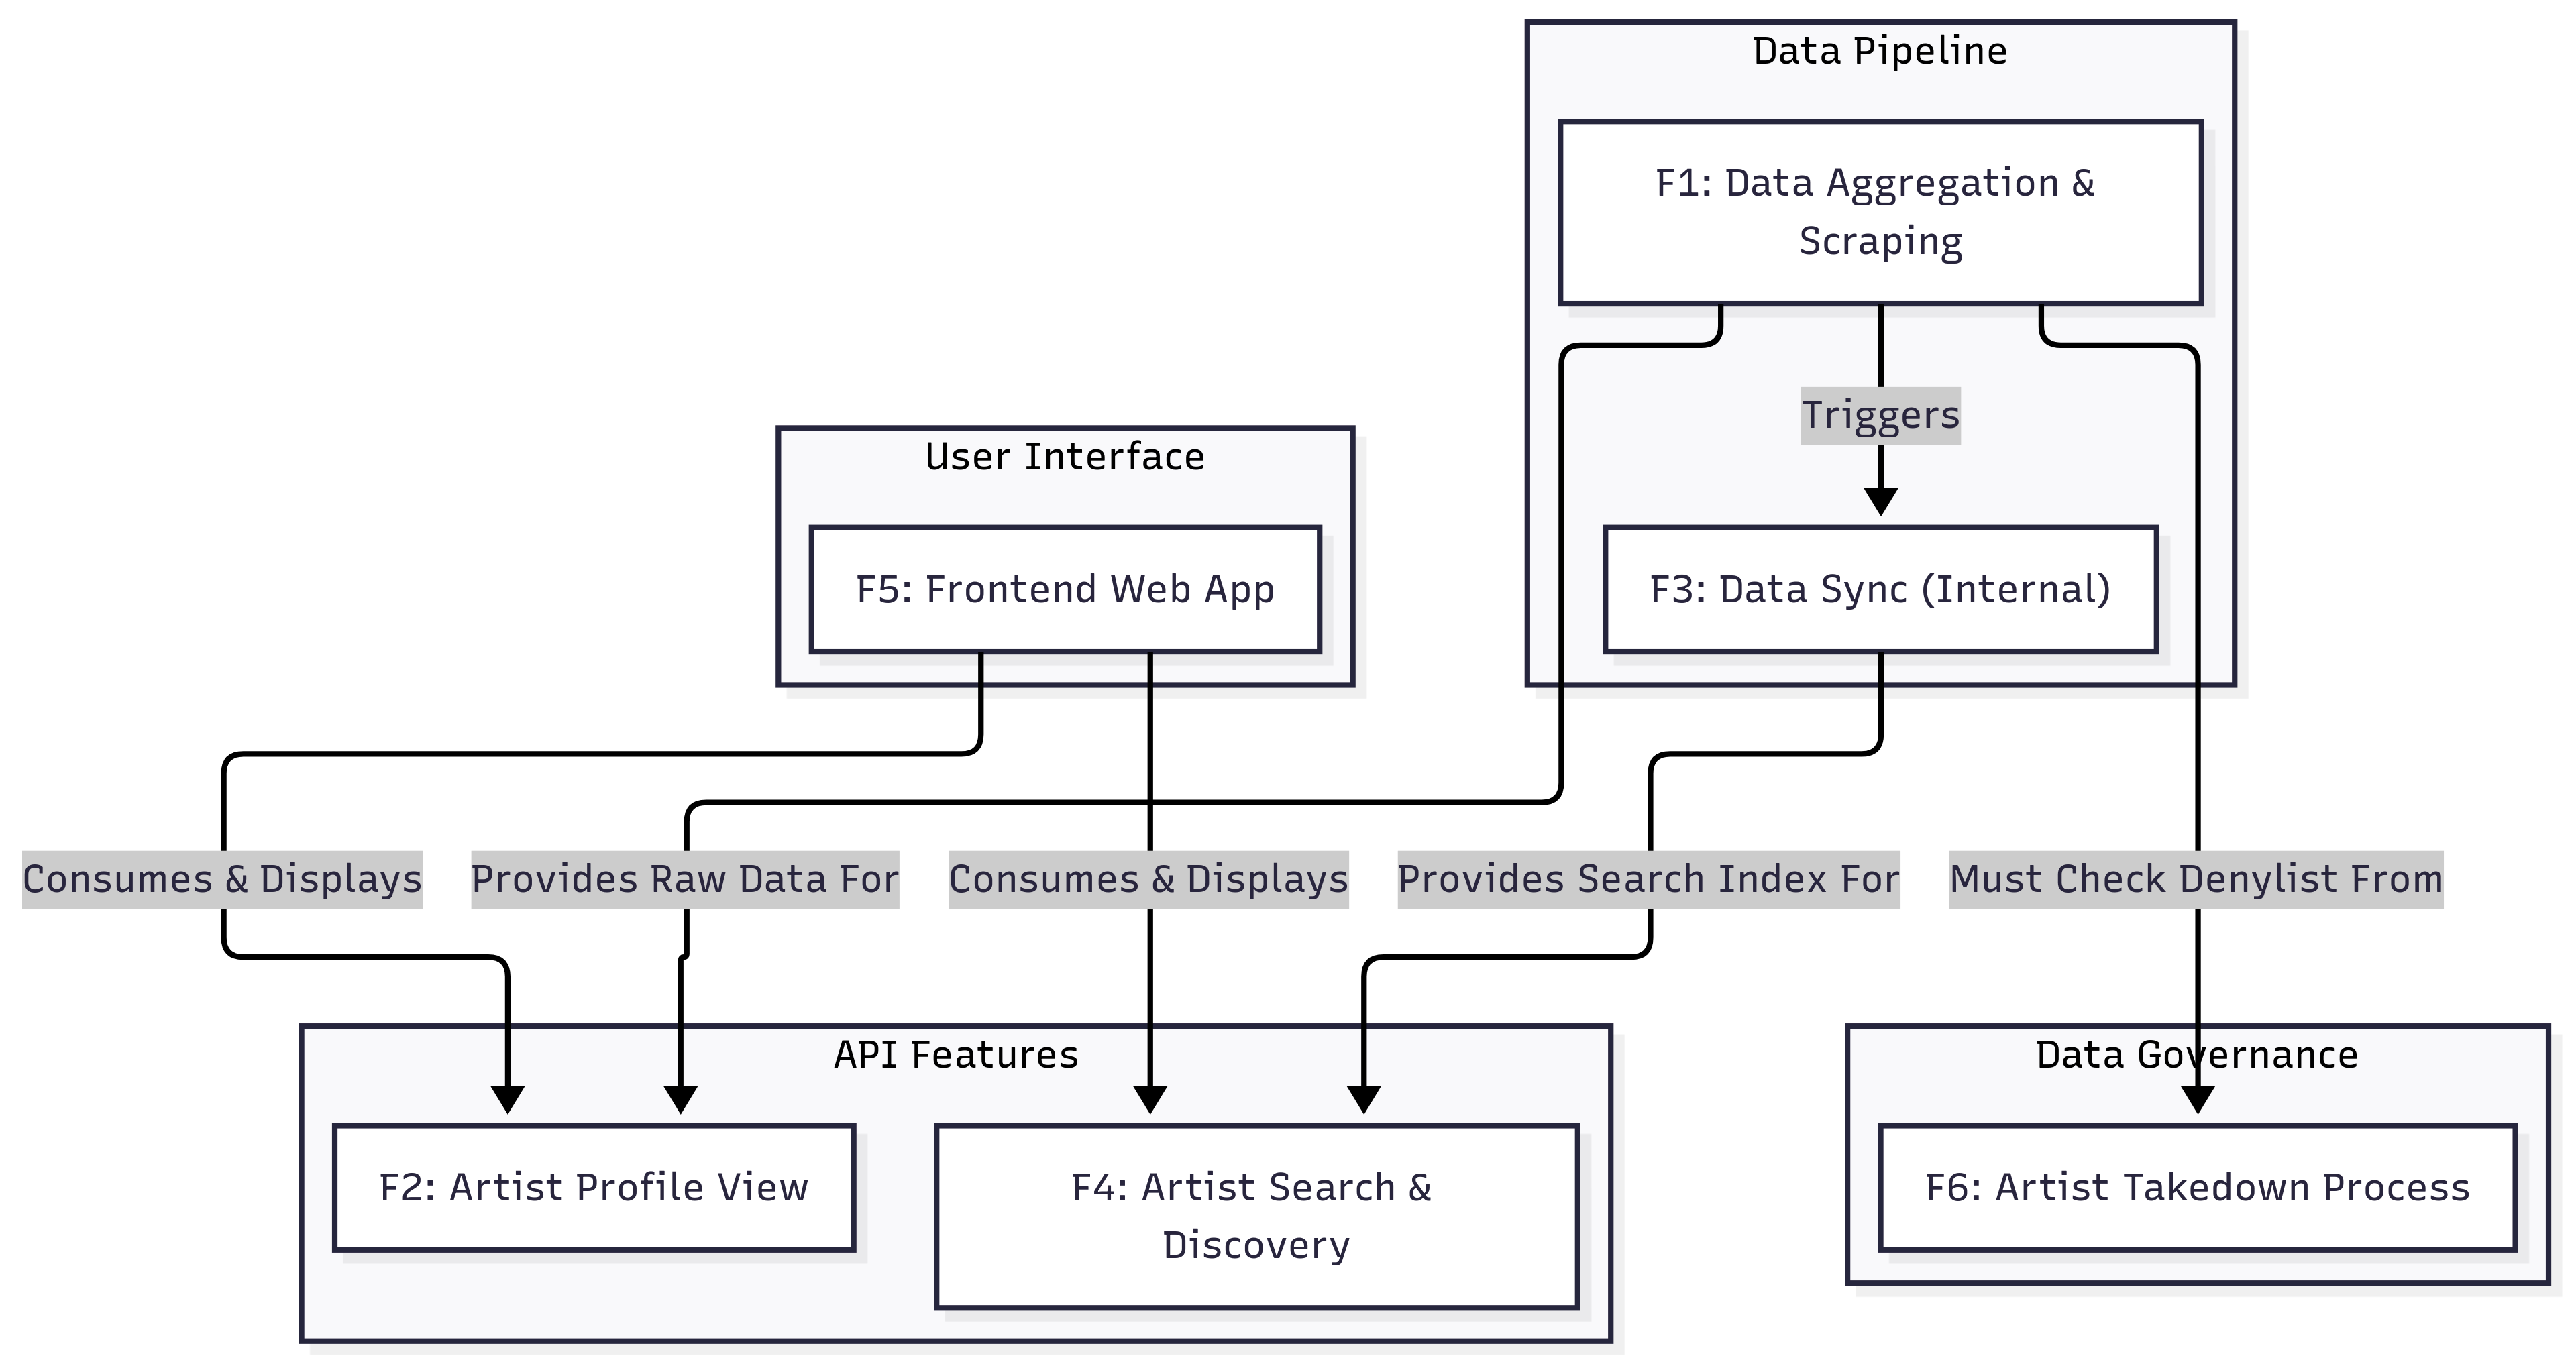 Data Pipeline
F1: Data Aggregation &
Scraping
Triggers
User Interface
F5: Frontend Web App
F3: Data Sync (Internal)
Consumes & Displays
Provides Raw Data For
Consumes & Displays
Provides Search Index For
Must Check Denylist From
API Features
Data Governance
F2: Artist Profile View
F4: Artist Search &
Discovery
F6: Artist Takedown Process